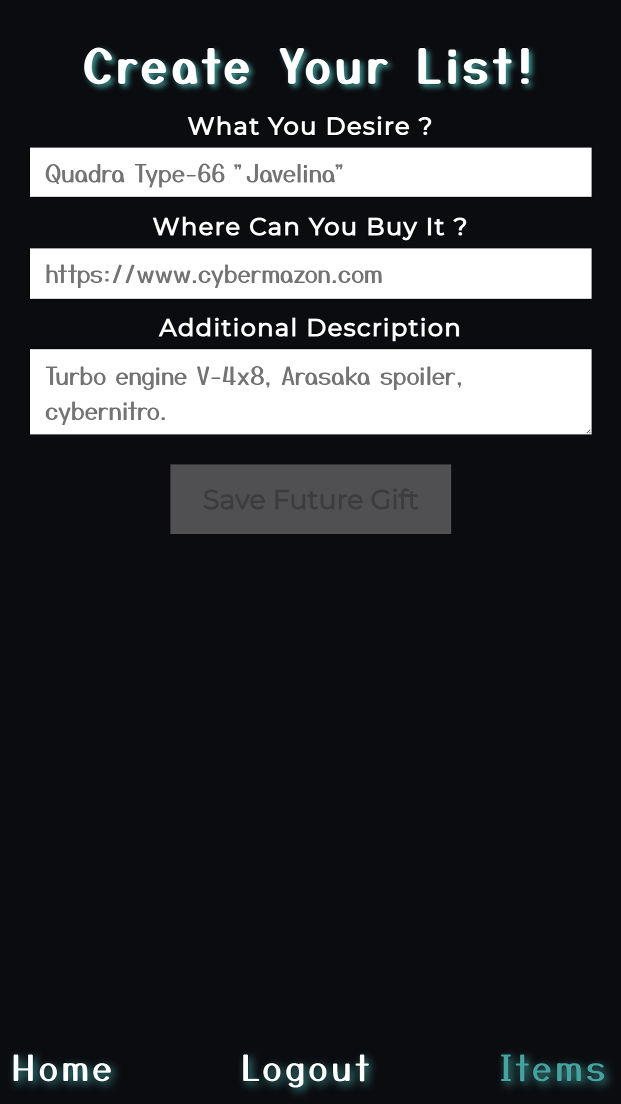 Create Your List!
What You Desire ?
Quadra Type-66 "Javelina"
Where Can You Buy It ?
https://www.cybermazon.com
Additional Description
Turbo engine V-4x8, Arasaka spoiler,
cybernitro.
Save Future Gift
Home Logout Items